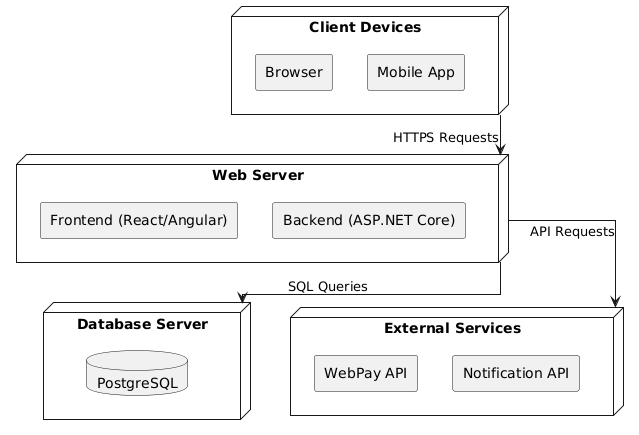 Client Devices
Browser
Mobile App
HTTPS Requests
Web Server
Frontend (React/Angular)
Backend (ASP.NET Core)
API Requests
SQL Queries
Database Server
PostgreSQL
External Services
WebPay API
Notification API